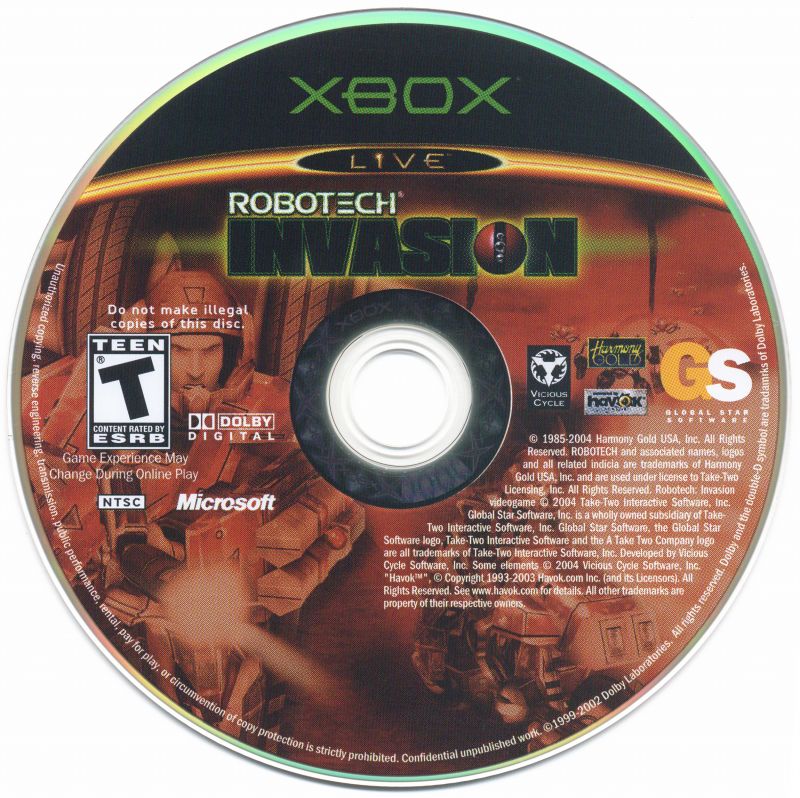 XBOX
LIVE™
ROBOTECH®
INVASION
Do not make illegal
copies of this disc.
XBOX
TEEN
T
®
CONTENT RATED BY
ESRB
DOLBY
DIGITAL
Game Experience May
Change During Online Play
NTSC
Microsoft
VICIOUS
CYCLE
Harmony
GOLD
havok
GS
GLOBAL STAR
SOFTWARE
© 1985-2004 Harmony Gold USA, Inc. All Rights
Reserved. ROBOTECH and associated names, logos
and all related indicia are trademarks of Harmony
Gold USA, Inc. and are used under license to Take-Two
Licensing, Inc. All Rights Reserved. Robotech: Invasion
videogame © 2004 Take-Two Interactive Software, Inc.
Global Star Software, Inc. is a wholly owned subsidary of Take-
Two Interactive Software, Inc. Global Star Software, the Global Star
Software logo, Take-Two Interactive Software and the A Take Two Company logo
are all trademarks of Take-Two Interactive Software, Inc. Developed by Vicious
Cycle Software, Inc. Some elements © 2004 Vicious Cycle Software, Inc.
"Havok™", © Copyright 1993-2003 Havok.com Inc. (and its Licensors). All
Rights Reserved. See www.havok.com for details. All other trademarks are
property of their respective owners.
Unauthorized copying, reverse engineering, transmission, public performance, rental, pay for play, or circumvention of copy protection is strictly prohibited. Confidential unpublished work. ©1999-2002 Dolby Laboratories. All rights reserved. Dolby and the double-D symbol are tradamirks of Dolby Laboratories.